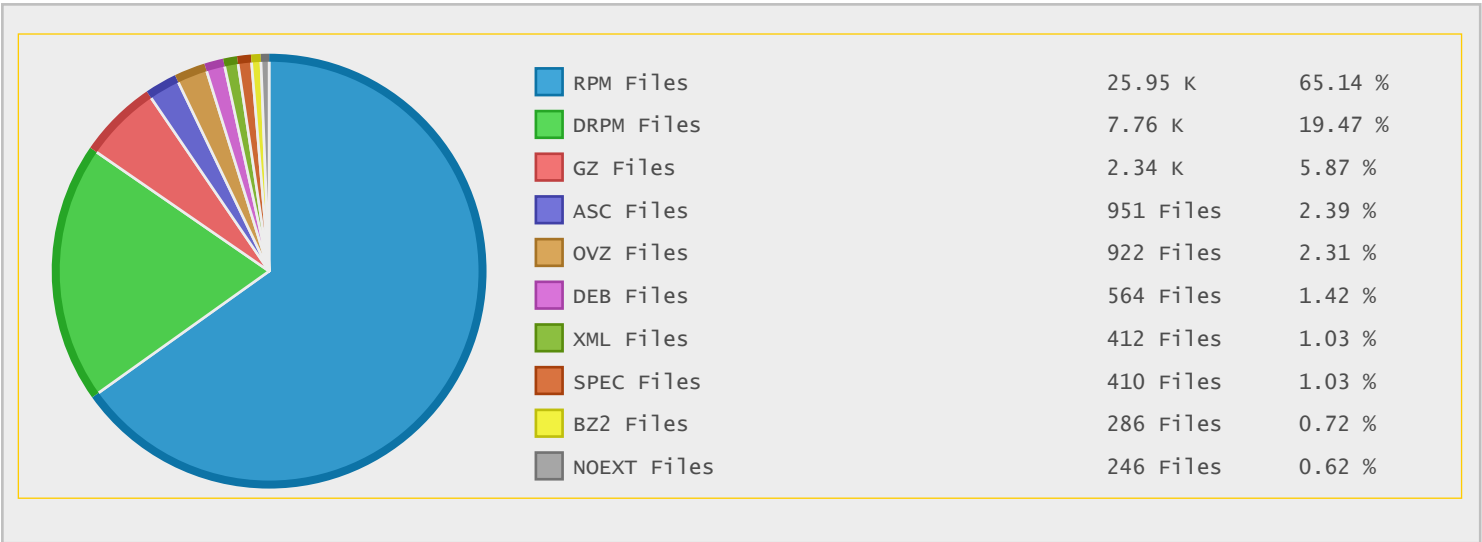 RPM Files 25.95 K 65.14 %
DRPM Files 7.76 K 19.47 %
GZ Files 2.34 K 5.87 %
ASC Files 951 Files 2.39 %
OVZ Files 922 Files 2.31 %
DEB Files 564 Files 1.42 %
XML Files 412 Files 1.03 %
SPEC Files 410 Files 1.03 %
BZ2 Files 286 Files 0.72 %
NOEXT Files 246 Files 0.62 %